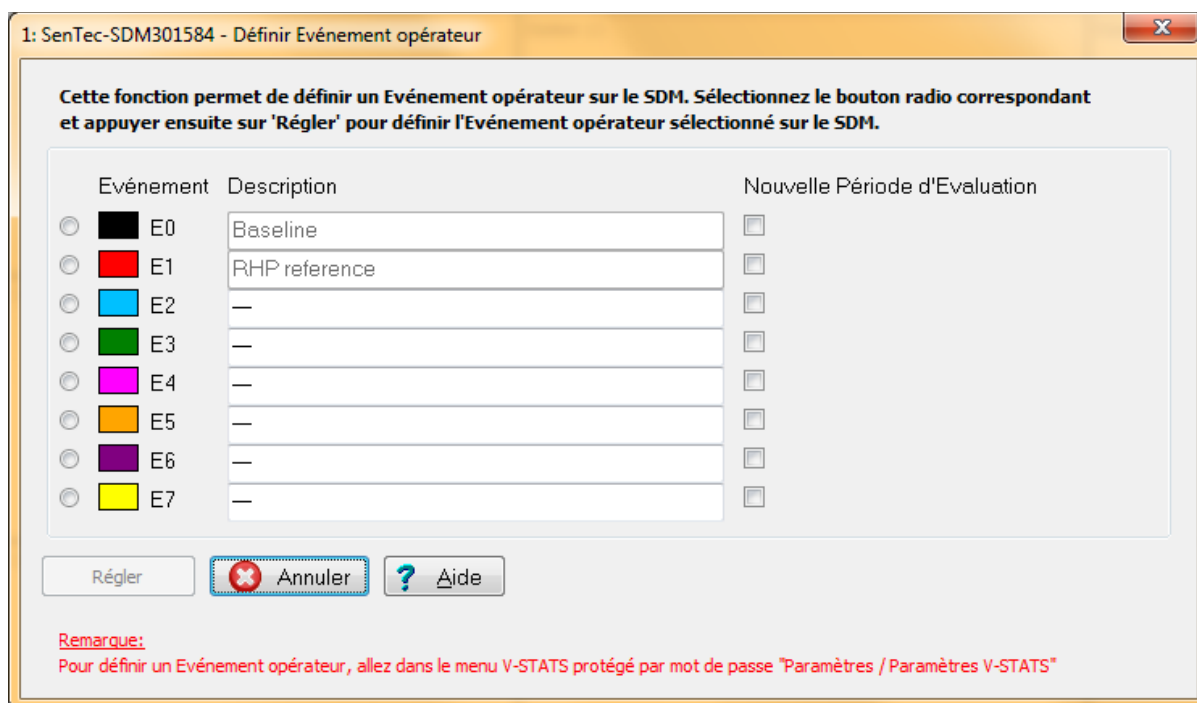 1: SenTec-SDM301584 - Définir Evénement opérateur
Cette fonction permet de définir un Evénement opérateur sur le SDM. Sélectionnez le bouton radio correspondant
et appuyer ensuite sur 'Régler' pour définir l'Evénement opérateur sélectionné sur le SDM.
Evénement Description Nouvelle Période d'Evaluation
E0 Baseline
E1 RHP reference
E2 —
E3 —
E4 —
E5 —
E6 —
E7 —
Régler Annuler ? Aide
Remarque:
Pour définir un Evénement opérateur, allez dans le menu V-STATS protégé par mot de passe "Paramètres / Paramètres V-STATS"